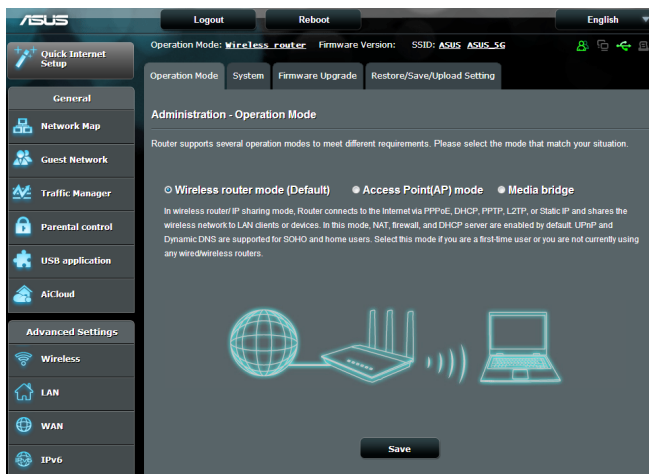 ASUS
Logout
Reboot
English
Quick Internet
Setup
Operation Mode: Wireless router Firmware Version: SSID: ASUS ASUS_5G
Operation Mode
System
Firmware Upgrade
Restore/Save/Upload Setting
General
Network Map
Guest Network
Traffic Manager
Parental control
USB application
AiCloud
Advanced Settings
Wireless
LAN
WAN
IPv6
Administration - Operation Mode
Router supports several operation modes to meet different requirements. Please select the mode that match your situation.
Wireless router mode (Default)
Access Point(AP) mode
Media bridge
In wireless router/ IP sharing mode, Router connects to the Internet via PPPoE, DHCP, PPTP, L2TP, or Static IP and shares the
wireless network to LAN clients or devices. In this mode, NAT, firewall, and DHCP server are enabled by default. UPnP and
Dynamic DNS are supported for SOHO and home users. Select this mode if you are a first-time user or you are not currently using
any wired/wireless routers.
Save